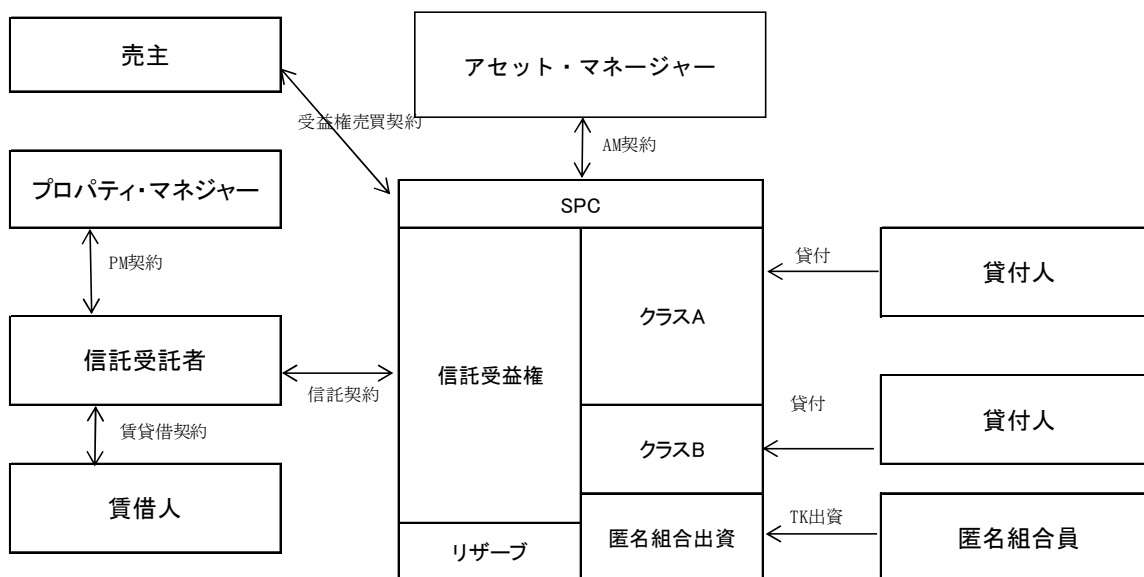 売主
アセット・マネージャー
受益権売買契約
AM契約
プロパティ・マネジャー
SPC
PM契約
貸付
貸付人
クラスA
信託受託者
信託受益権
信託契約
貸付
貸付人
賃貸借契約
クラスB
賃借人
TK出資
匿名組合出資
匿名組合員
リザーブ